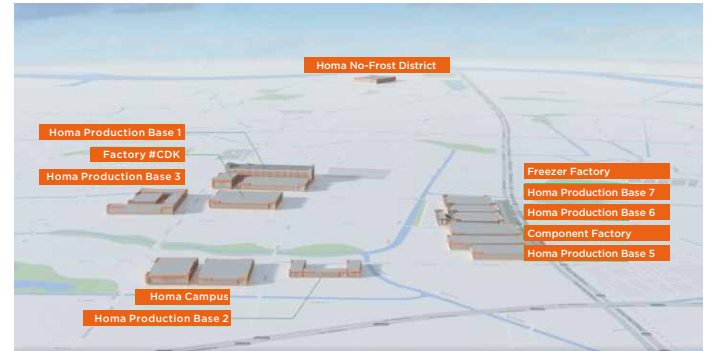 Homa No-Frost District
Homa Production Base 1
Factory #CDK
Homa Production Base 3
Freezer Factory
Homa Production Base 7
Homa Production Base 6
Component Factory
Homa Production Base 5
Homa Campus
Homa Production Base 2